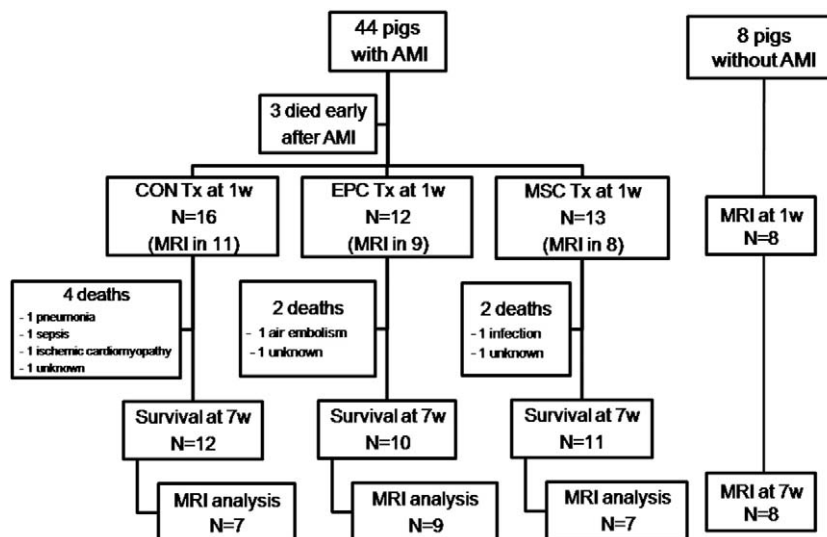 44 pigs
with AMI
8 pigs
without AMI
3 died early
after AMI
CON Tx at 1w
N=16
(MRI in 11)
EPC Tx at 1w
N=12
(MRI in 9)
MSC Tx at 1w
N=13
(MRI in 8)
MRI at 1w
N=8
4 deaths
- 1 pneumonia
- 1 sepsis
- 1 ischemic cardiomyopathy
- 1 unknown
2 deaths
- 1 air embolism
- 1 unknown
2 deaths
- 1 infection
- 1 unknown
Survival at 7w
N=12
Survival at 7w
N=10
Survival at 7w
N=11
MRI analysis
N=7
MRI analysis
N=9
MRI analysis
N=7
MRI at 7w
N=8